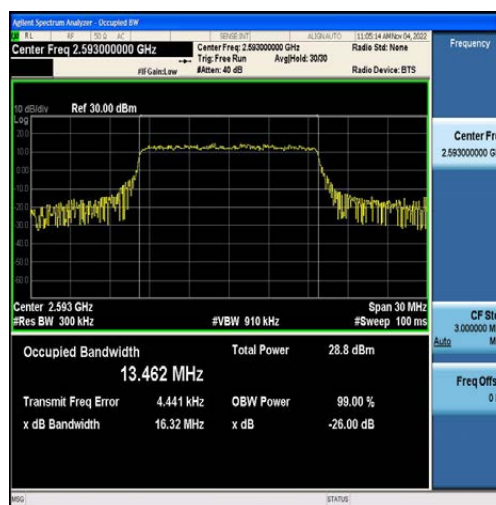 Agilent Spectrum Analyzer - Occupied BW
RL RF 50 Ω AC SENSE:INT ALIGN AUTO 11:05:14 AM Nov 04, 2022
Center Freq 2.593000000 GHz
Center Freq: 2.593000000 GHz
Radio Std: None
Trig: Free Run Avg|Hold: 30/30
#IFGain:Low #Atten: 40 dB Radio Device: BTS
10 dB/div Ref 30.00 dBm
Log
20.0
10.0
0.00
-10.0
-20.0
-30.0
-40.0
-50.0
-60.0
Center 2.593 GHz Span 30 MHz
#Res BW 300 kHz #VBW 910 kHz #Sweep 100 ms
Occupied Bandwidth Total Power 28.8 dBm
13.462 MHz
Transmit Freq Error 4.441 kHz OBW Power 99.00 %
x dB Bandwidth 16.32 MHz x dB -26.00 dB
MSG STATUS
Frequency
Center Fre
2.593000000 G
CF Ste
3.000000 M
Auto M
Freq Offs
0